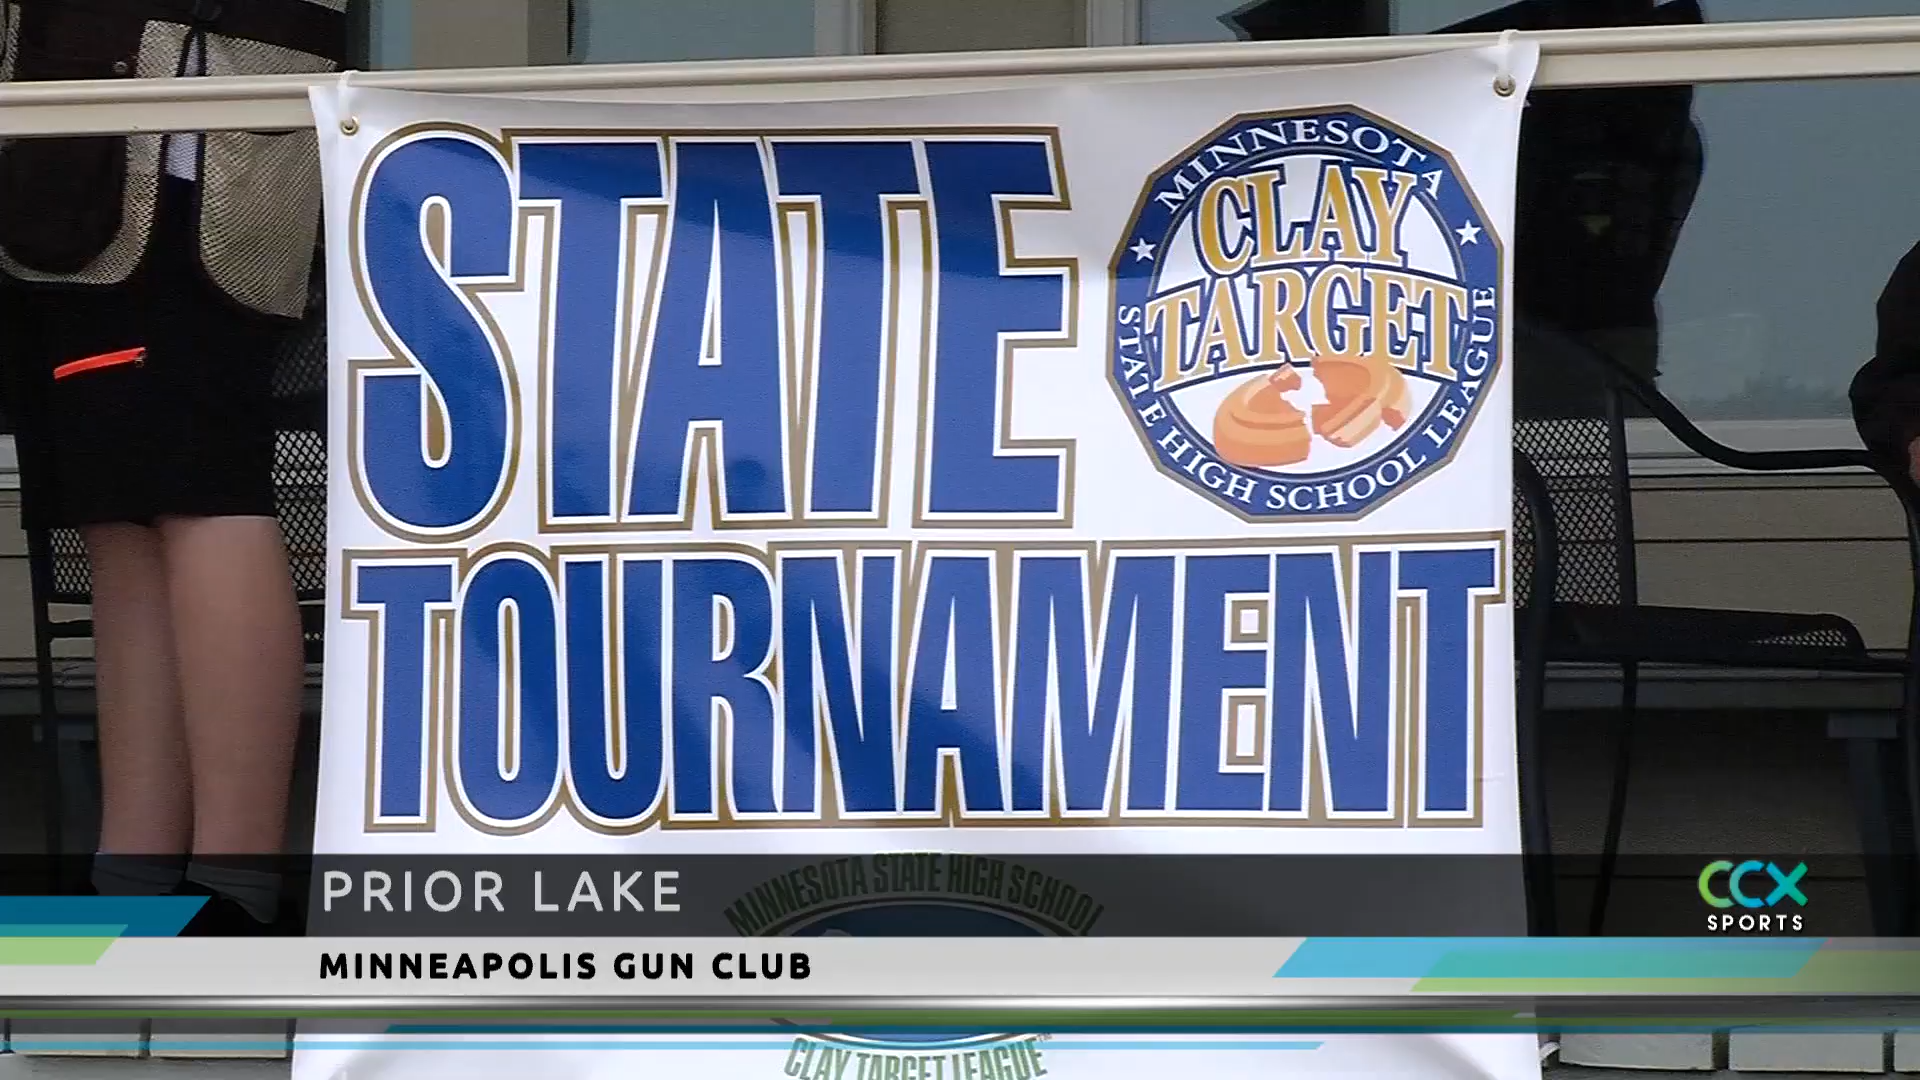 STATE
MINNESOTA
CLAY
TARGET
STATE HIGH SCHOOL LEAGUE
TOURNAMENT
MINNESOTA STATE HIGH SCHOOL
PRIOR LAKE
CCX
SPORTS
MINNEAPOLIS GUN CLUB
CLAY TARGET LEAGUE™